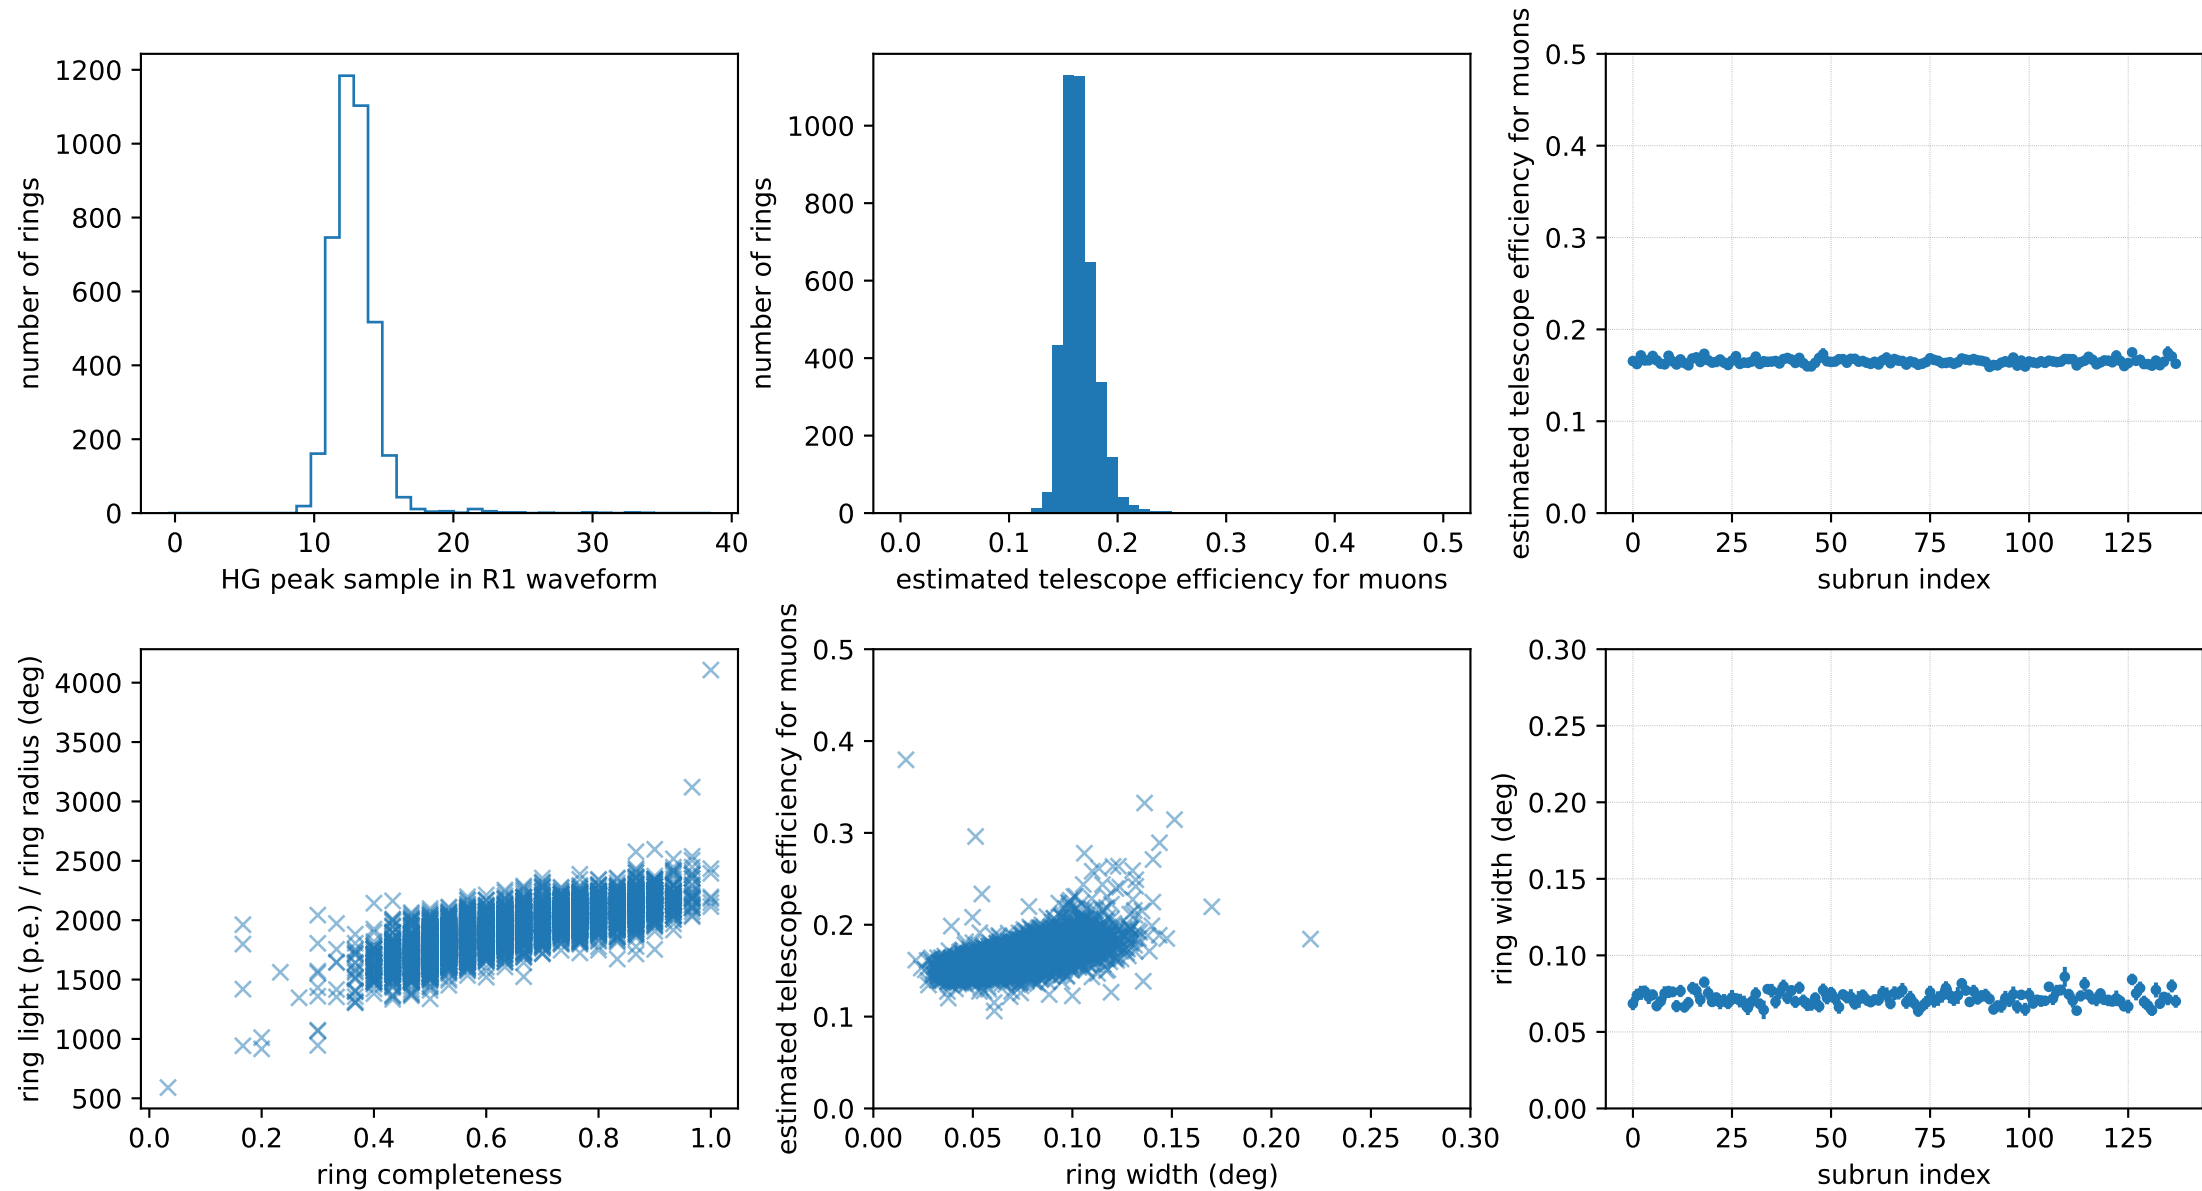 number of rings
1200
1000
800
600
400
200
0
0 10 20 30 40
HG peak sample in R1 waveform
number of rings
1000
800
600
400
200
0
0.0 0.1 0.2 0.3 0.4 0.5
estimated telescope efficiency for muons
estimated telescope efficiency for muons
0.5
0.4
0.3
0.2
0.1
0.0
0 25 50 75 100 125
subrun index
ring light (p.e.) / ring radius (deg)
4000
3500
3000
2500
2000
1500
1000
500
0.0 0.2 0.4 0.6 0.8 1.0
ring completeness
estimated telescope efficiency for muons
0.5
0.4
0.3
0.2
0.1
0.0
0.00 0.05 0.10 0.15 0.20 0.25 0.30
ring width (deg)
ring width (deg)
0.30
0.25
0.20
0.15
0.10
0.05
0.00
0 25 50 75 100 125
subrun index